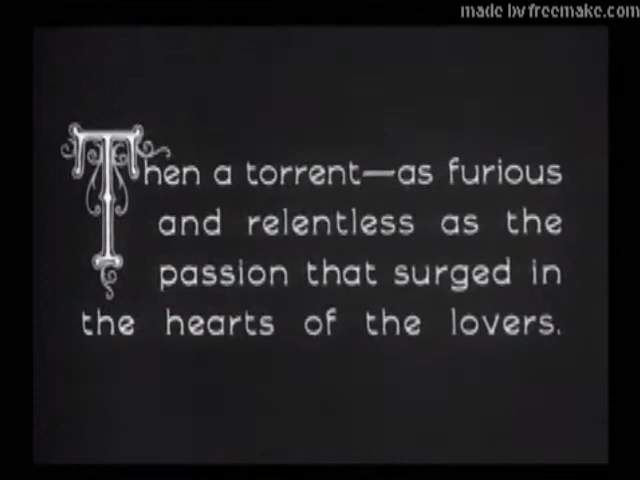 made by freemake.com
Then a torrent—as furious
and relentless as the
passion that surged in
the hearts of the lovers.